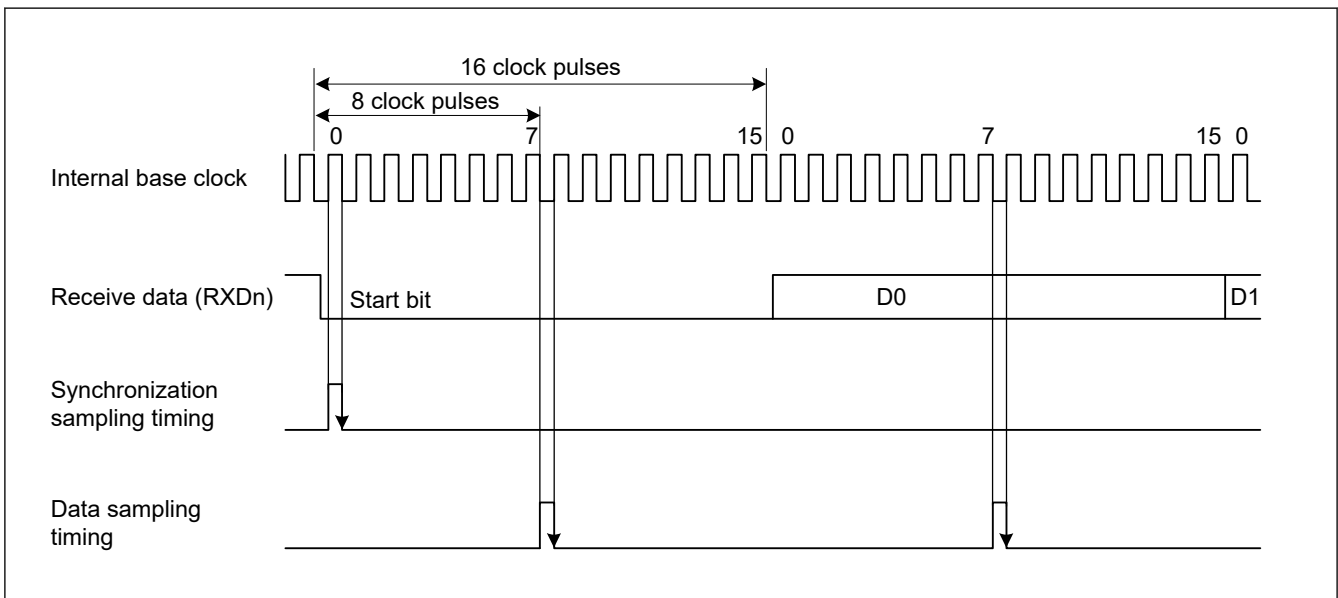 16 clock pulses
8 clock pulses
0 7 15 0 7 15 0
Internal base clock
Receive data (RXDn)
Start bit
D0
D1
Synchronization
sampling timing
Data sampling
timing